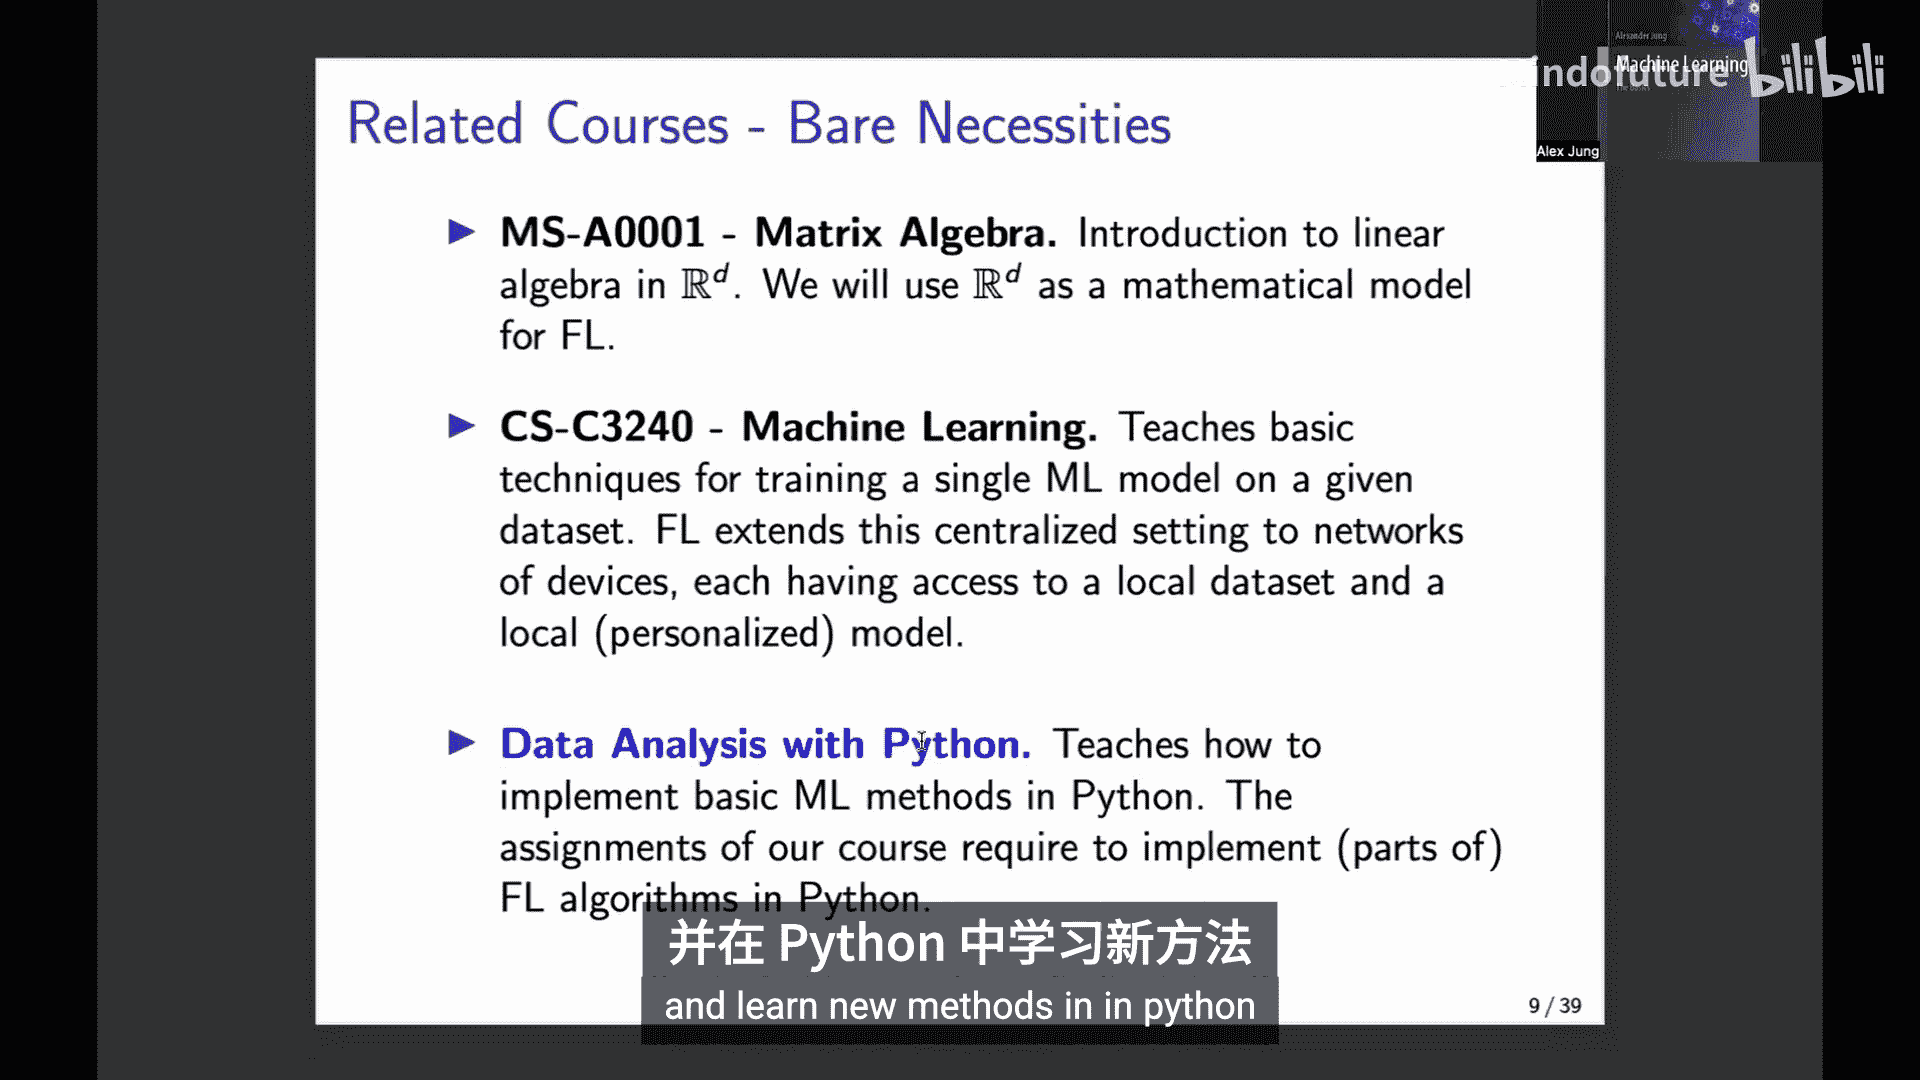 Related Courses - Bare Necessities
Alexander Jung
Machine Learning
indofuture bilibili
Alex Jung
▶ MS-A0001 - Matrix Algebra. Introduction to linear
algebra in ℝᵈ. We will use ℝᵈ as a mathematical model
for FL.
▶ CS-C3240 - Machine Learning. Teaches basic
techniques for training a single ML model on a given
dataset. FL extends this centralized setting to networks
of devices, each having access to a local dataset and a
local (personalized) model.
▶ Data Analysis with Python. Teaches how to
implement basic ML methods in Python. The
assignments of our course require to implement (parts of)
FL algorithms in Python.
并在 Python 中学习新方法
and learn new methods in in python
9 / 39